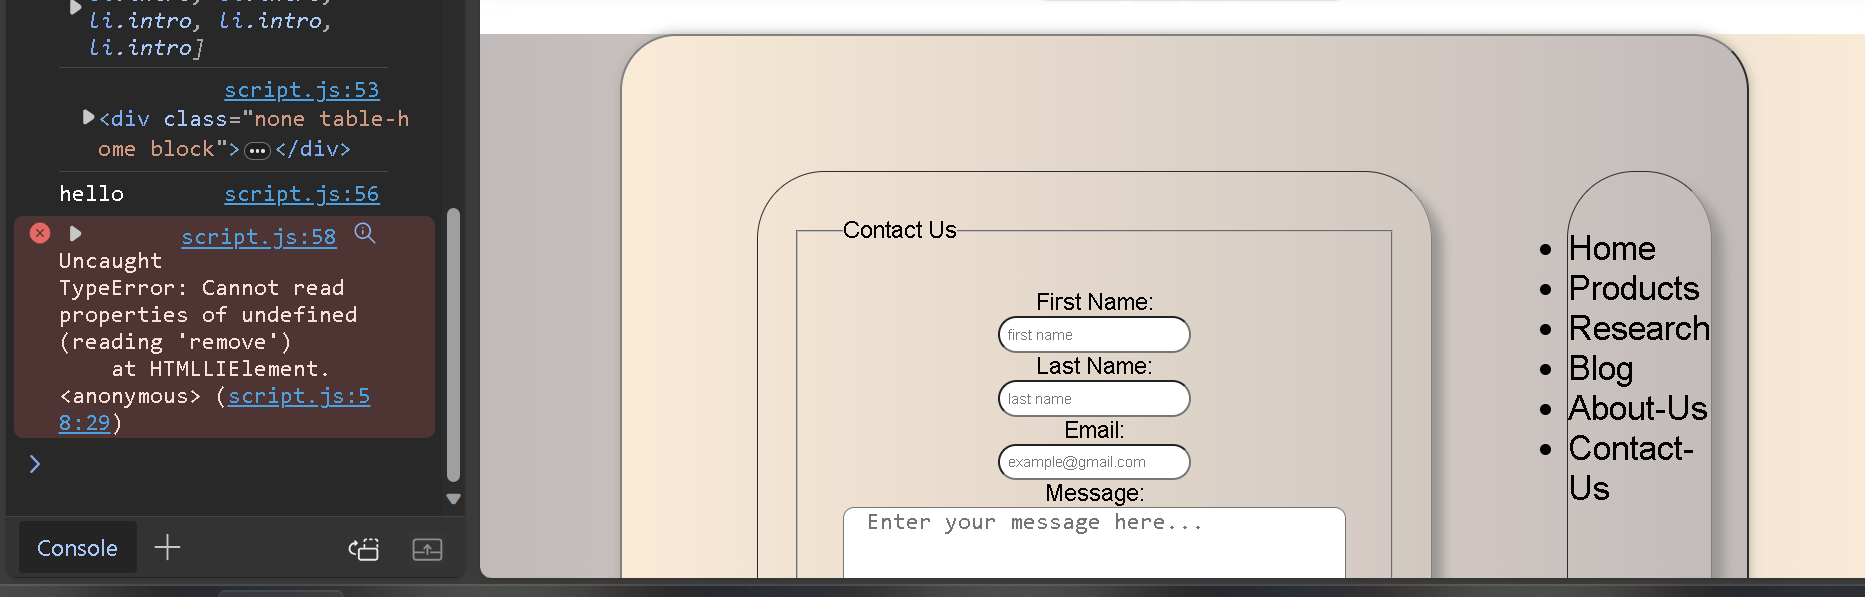 li.intro, li.intro,
li.intro]
script.js:53
<div class="none table-h
ome block">…</div>
hello script.js:56
script.js:58
Uncaught
TypeError: Cannot read
properties of undefined
(reading 'remove')
at HTMLLIElement.
<anonymous> (script.js:5
8:29)
Console
Contact Us
First Name:
first name
Last Name:
last name
Email:
example@gmail.com
Message:
Enter your message here...
Home
Products
Research
Blog
About-Us
Contact-
Us